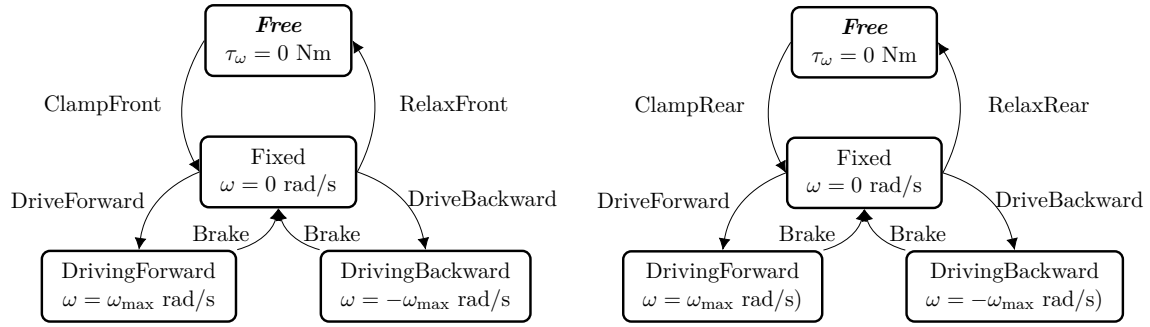 Free
τω = 0 Nm
ClampFront
RelaxFront
Fixed
ω = 0 rad/s
DriveForward
DriveBackward
Brake
Brake
DrivingForward
ω = ωmax rad/s
DrivingBackward
ω = −ωmax rad/s
Free
τω = 0 Nm
ClampRear
RelaxRear
Fixed
ω = 0 rad/s
DriveForward
DriveBackward
Brake
Brake
DrivingForward
ω = ωmax rad/s)
DrivingBackward
ω = −ωmax rad/s)